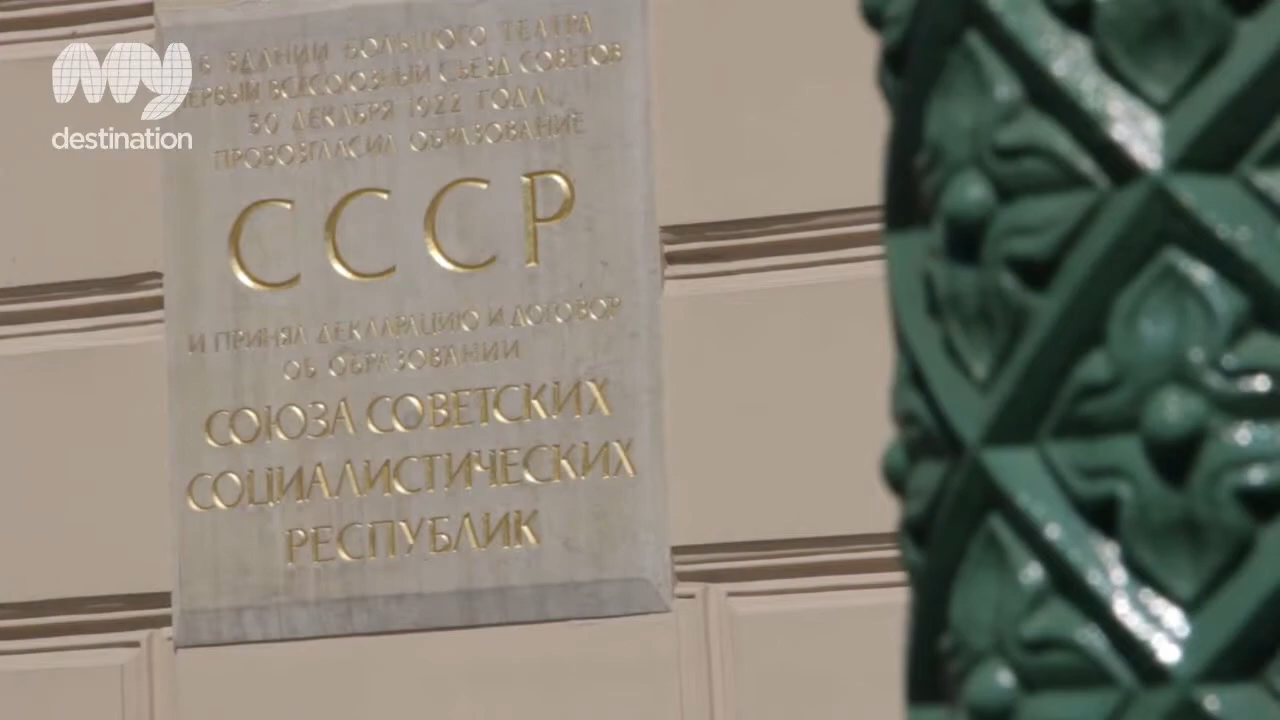 my
destination
В ЗДАНИИ БОЛЬШОГО ТЕАТРА
ПЕРВЫЙ ВСЕСОЮЗНЫЙ СЪЕЗД СОВЕТОВ
30 ДЕКАБРЯ 1922 ГОДА
ПРОВОЗГЛАСИЛ ОБРАЗОВАНИЕ
СССР
И ПРИНЯЛ ДЕКЛАРАЦИЮ И ДОГОВОР
ОБ ОБРАЗОВАНИИ
СОЮЗА СОВЕТСКИХ
СОЦИАЛИСТИЧЕСКИХ
РЕСПУБЛИК